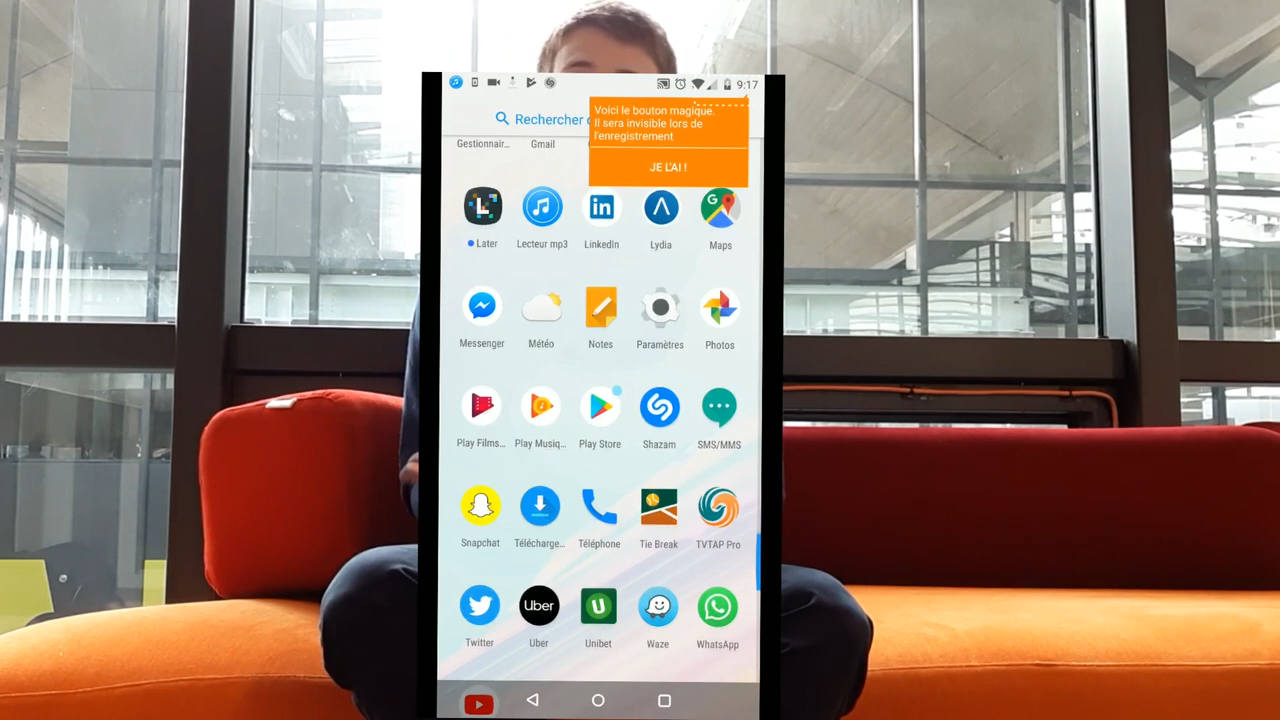 9:17
Rechercher
Voici le bouton magique.
Il sera invisible lors de
l'enregistrement
JE L'AI !
Gestionnair... Gmail
Later Lecteur mp3 LinkedIn Lydia Maps
Messenger Météo Notes Paramètres Photos
Play Films... Play Musiq... Play Store Shazam SMS/MMS
Snapchat Télécharge... Téléphone Tie Break TVTAP Pro
Uber
Twitter Uber Unibet Waze WhatsApp